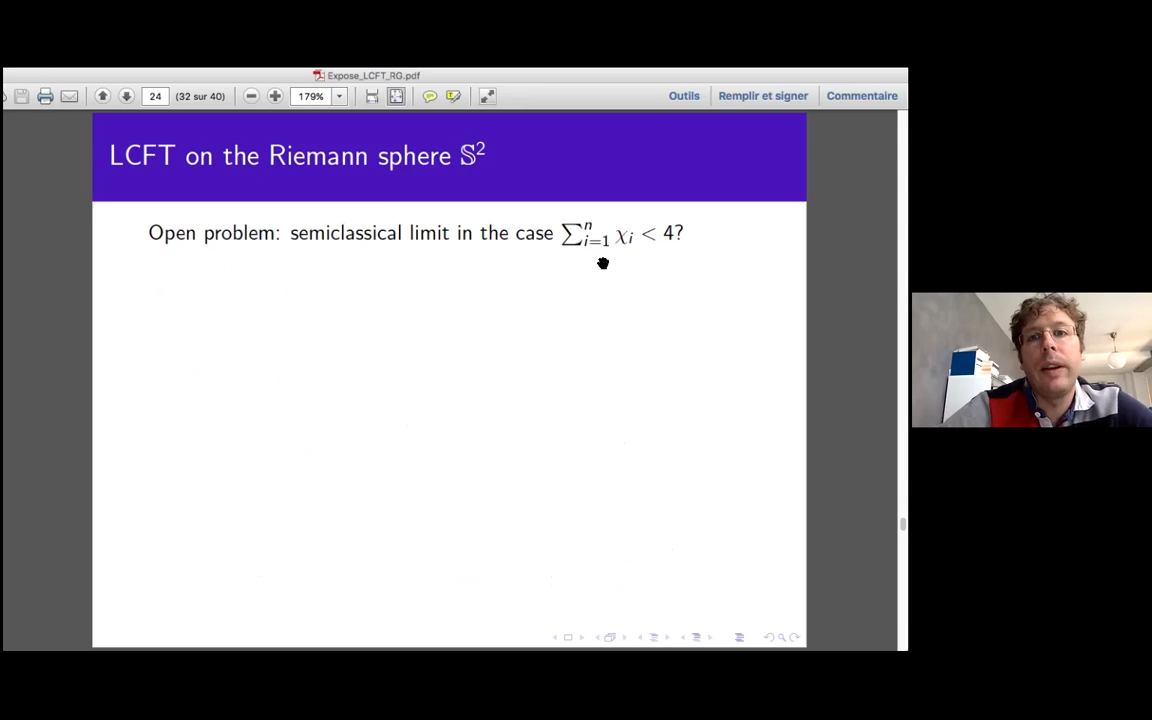 Expose_LCFT_RG.pdf
24 (32 sur 40) 179% Outils Remplir et signer Commentaire
LCFT on the Riemann sphere 𝕊²
Open problem: semiclassical limit in the case ∑ⁿᵢ₌₁ χᵢ < 4?